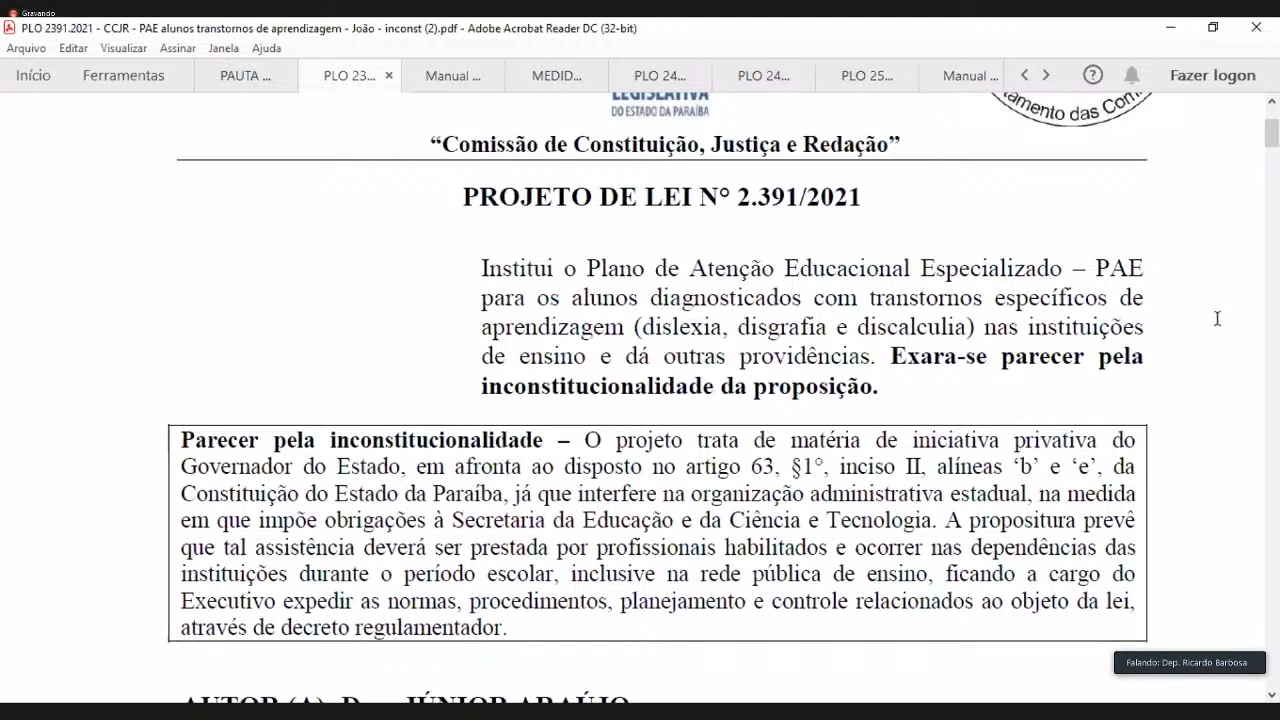 Gravando
PLO 2391.2021 - CCJR - PAE alunos transtornos de aprendizagem - João - inconst (2).pdf - Adobe Acrobat Reader DC (32-bit)
Arquivo Editar Visualizar Assinar Janela Ajuda
Início Ferramentas PAUTA ... PLO 23... × Manual ... MEDID... PLO 24... PLO 24... PLO 25... Manual ... Fazer logon
LEGISLATIVA
DO ESTADO DA PARAÍBA
“Comissão de Constituição, Justiça e Redação”
PROJETO DE LEI N° 2.391/2021
Institui o Plano de Atenção Educacional Especializado – PAE
para os alunos diagnosticados com transtornos específicos de
aprendizagem (dislexia, disgrafia e discalculia) nas instituições
de ensino e dá outras providências. Exara-se parecer pela
inconstitucionalidade da proposição.
Parecer pela inconstitucionalidade – O projeto trata de matéria de iniciativa privativa do
Governador do Estado, em afronta ao disposto no artigo 63, §1°, inciso II, alíneas ‘b’ e ‘e’, da
Constituição do Estado da Paraíba, já que interfere na organização administrativa estadual, na medida
em que impõe obrigações à Secretaria da Educação e da Ciência e Tecnologia. A propositura prevê
que tal assistência deverá ser prestada por profissionais habilitados e ocorrer nas dependências das
instituições durante o período escolar, inclusive na rede pública de ensino, ficando a cargo do
Executivo expedir as normas, procedimentos, planejamento e controle relacionados ao objeto da lei,
através de decreto regulamentador.
Falando: Dep. Ricardo Barbosa
AUTOR (A): Dep. JÚNIOR ARAÚJO